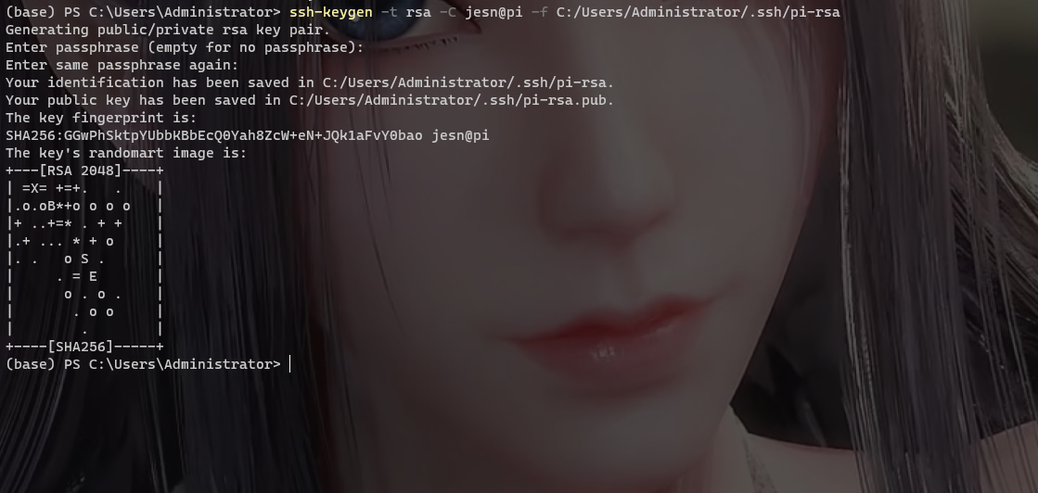 (base) PS C:\Users\Administrator> ssh-keygen -t rsa -C jesn@pi -f C:/Users/Administrator/.ssh/pi-rsa
Generating public/private rsa key pair.
Enter passphrase (empty for no passphrase):
Enter same passphrase again:
Your identification has been saved in C:/Users/Administrator/.ssh/pi-rsa.
Your public key has been saved in C:/Users/Administrator/.ssh/pi-rsa.pub.
The key fingerprint is:
SHA256:GGwPhSktpYUbbKBbEcQ0Yah8ZcW+eN+JQk1aFvY0bao jesn@pi
The key's randomart image is:
+---[RSA 2048]----+
| =X= +=+.   .    |
|.o.oB*+o o o o   |
|+ ..+=* . + +    |
|.+ ... * + o     |
|. .   o S .      |
|     . = E       |
|      o . o .    |
|       . o o     |
|        .        |
+----[SHA256]-----+
(base) PS C:\Users\Administrator>